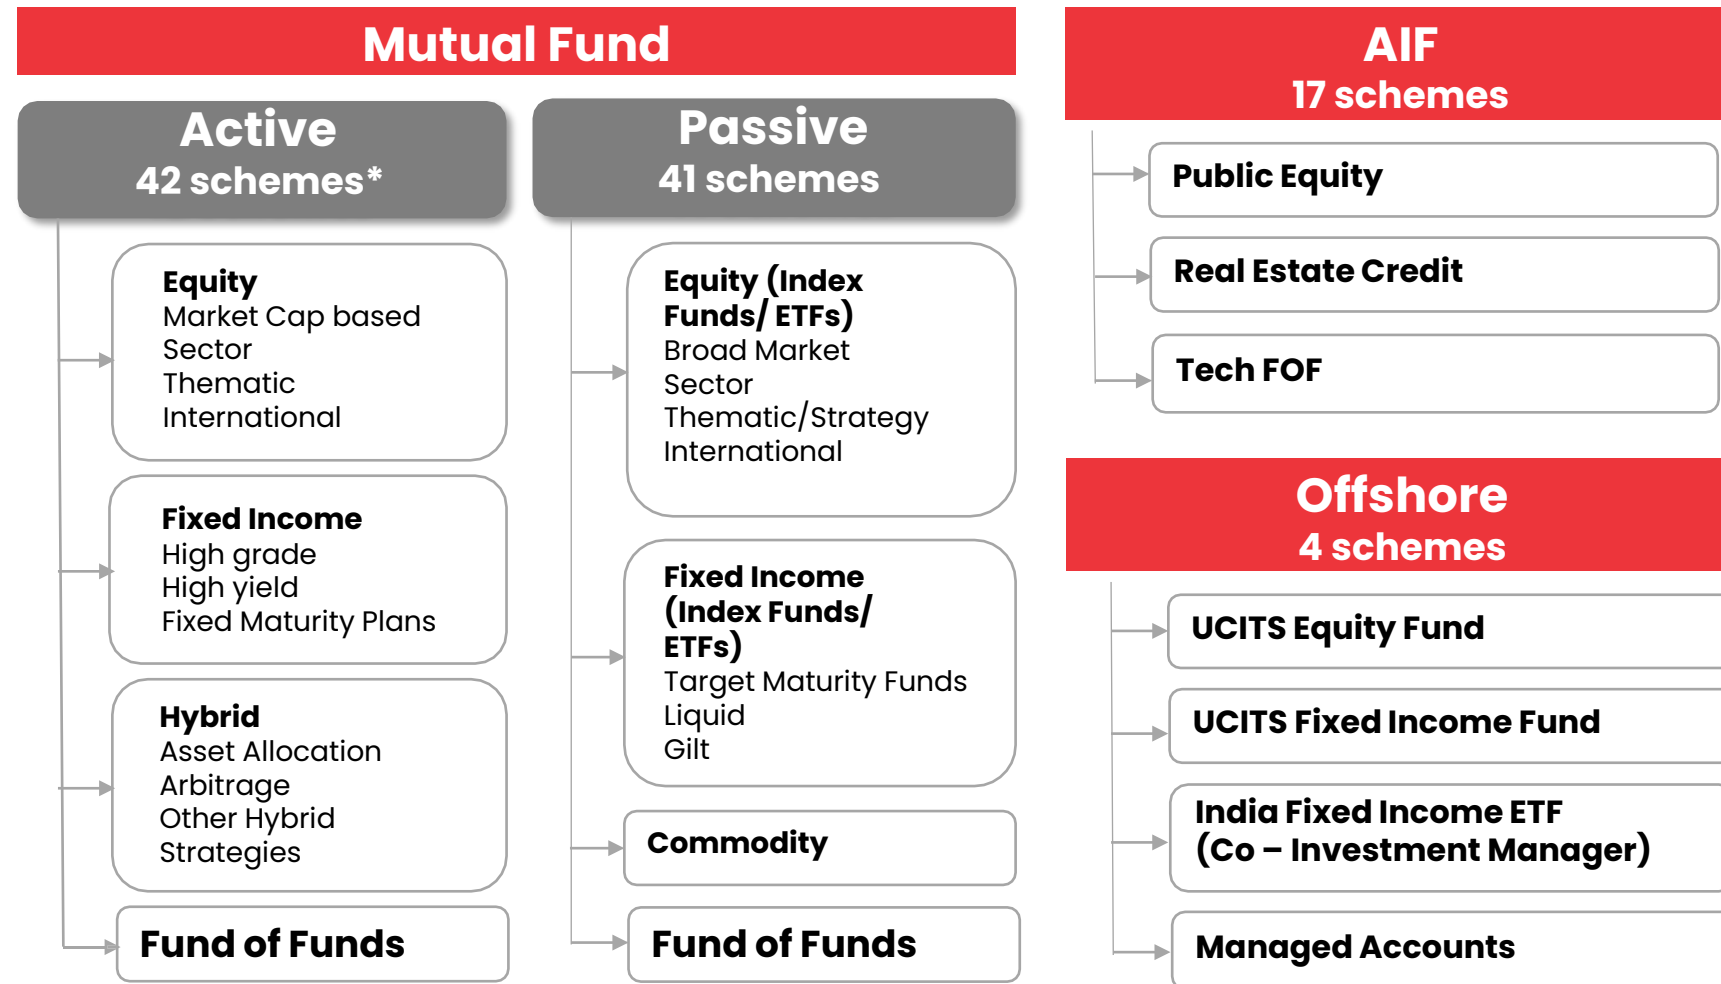 Mutual Fund
Active
42 schemes*
Equity
Market Cap based
Sector
Thematic
International
Fixed Income
High grade
High yield
Fixed Maturity Plans
Hybrid
Asset Allocation
Arbitrage
Other Hybrid
Strategies
Fund of Funds
Passive
41 schemes
Equity (Index
Funds/ ETFs)
Broad Market
Sector
Thematic/Strategy
International
Fixed Income
(Index Funds/
ETFs)
Target Maturity Funds
Liquid
Gilt
Commodity
Fund of Funds
AIF
17 schemes
Public Equity
Real Estate Credit
Tech FOF
Offshore
4 schemes
UCITS Equity Fund
UCITS Fixed Income Fund
India Fixed Income ETF
(Co – Investment Manager)
Managed Accounts